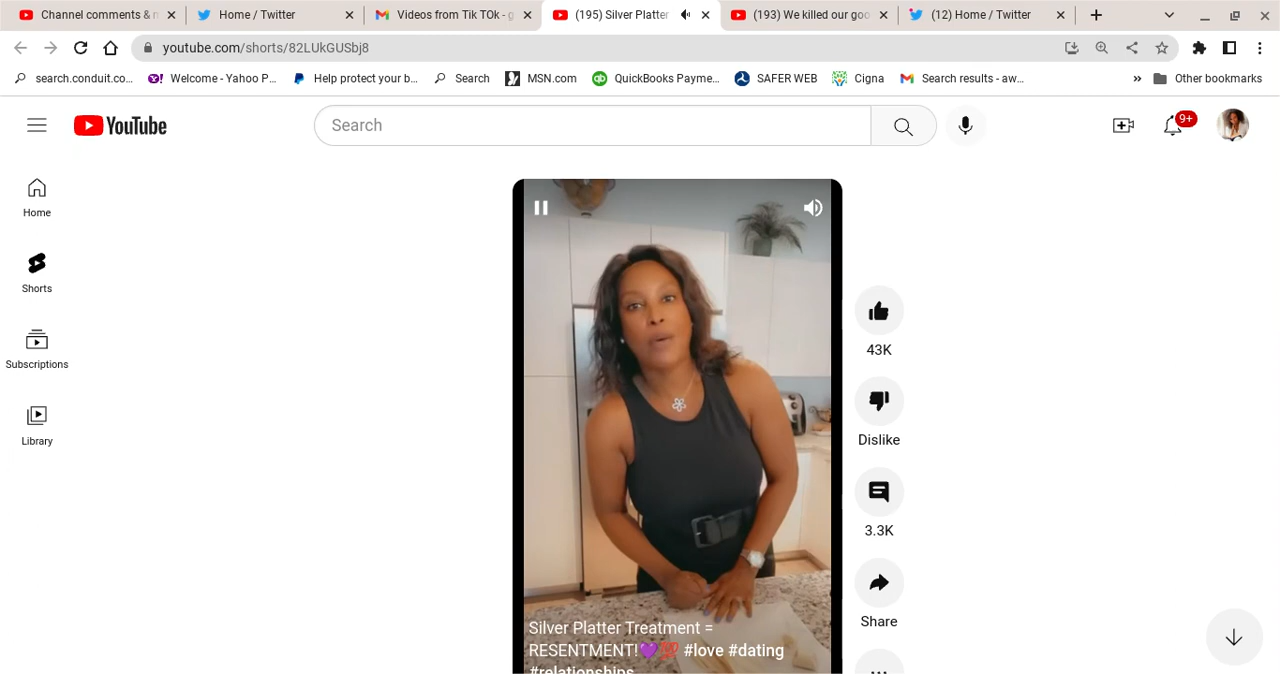 Channel comments & m
Home / Twitter
Videos from Tik TOk - g
(195) Silver Platter
(193) We killed our goo
(12) Home / Twitter
youtube.com/shorts/82LUkGUSbj8
search.conduit.co...
Welcome - Yahoo P...
Help protect your b...
Search
MSN.com
QuickBooks Payme...
SAFER WEB
Cigna
Search results - aw...
»
Other bookmarks
YouTube
Search
9+
Home
Shorts
Subscriptions
Library
43K
Dislike
3.3K
Share
Silver Platter Treatment =
RESENTMENT!💜💯 #love #dating
#relationships